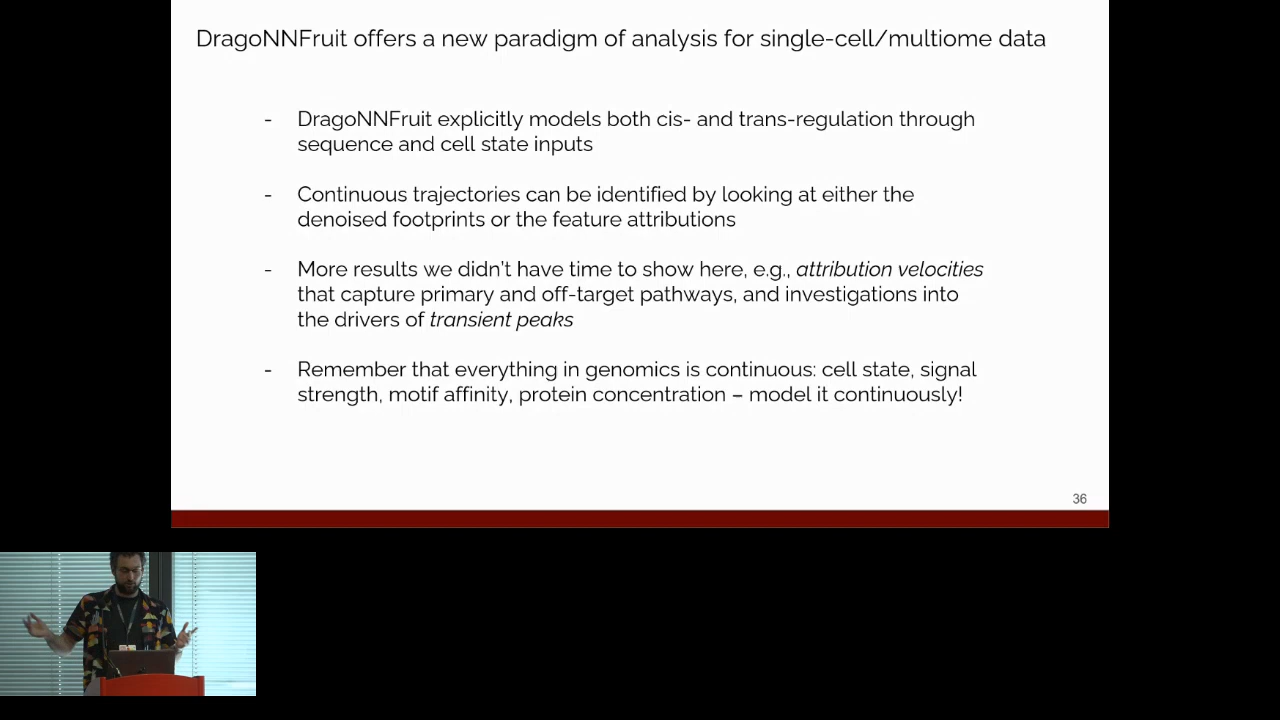 DragoNNFruit offers a new paradigm of analysis for single-cell/multiome data
- DragoNNFruit explicitly models both cis- and trans-regulation through
sequence and cell state inputs
- Continuous trajectories can be identified by looking at either the
denoised footprints or the feature attributions
- More results we didn't have time to show here, e.g., attribution velocities
that capture primary and off-target pathways, and investigations into
the drivers of transient peaks
- Remember that everything in genomics is continuous: cell state, signal
strength, motif affinity, protein concentration – model it continuously!
36